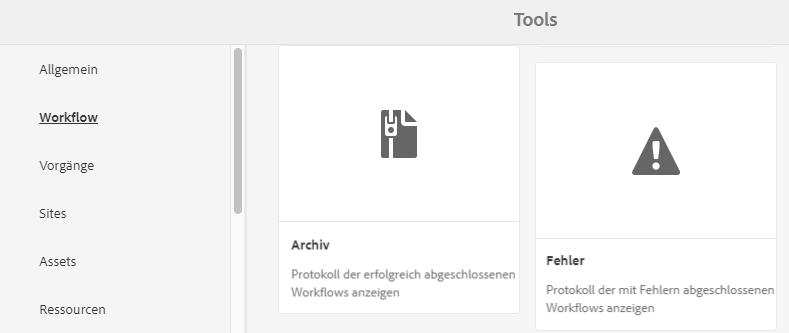 Tools
Allgemein
Workflow
Vorgänge
Sites
Assets
Ressourcen
Archiv
Protokoll der erfolgreich abgeschlossenen
Workflows anzeigen
Fehler
Protokoll der mit Fehlern abgeschlossenen
Workflows anzeigen